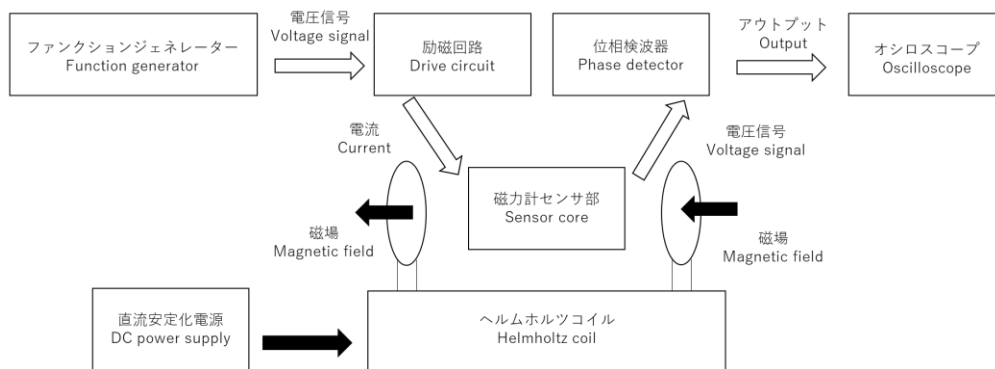 ファンクションジェネレーター
Function generator
電圧信号
Voltage signal
励磁回路
Drive circuit
位相検波器
Phase detector
アウトプット
Output
オシロスコープ
Oscilloscope
電流
Current
電圧信号
Voltage signal
磁力計センサ部
Sensor core
磁場
Magnetic field
磁場
Magnetic field
直流安定化電源
DC power supply
ヘルムホルツコイル
Helmholtz coil